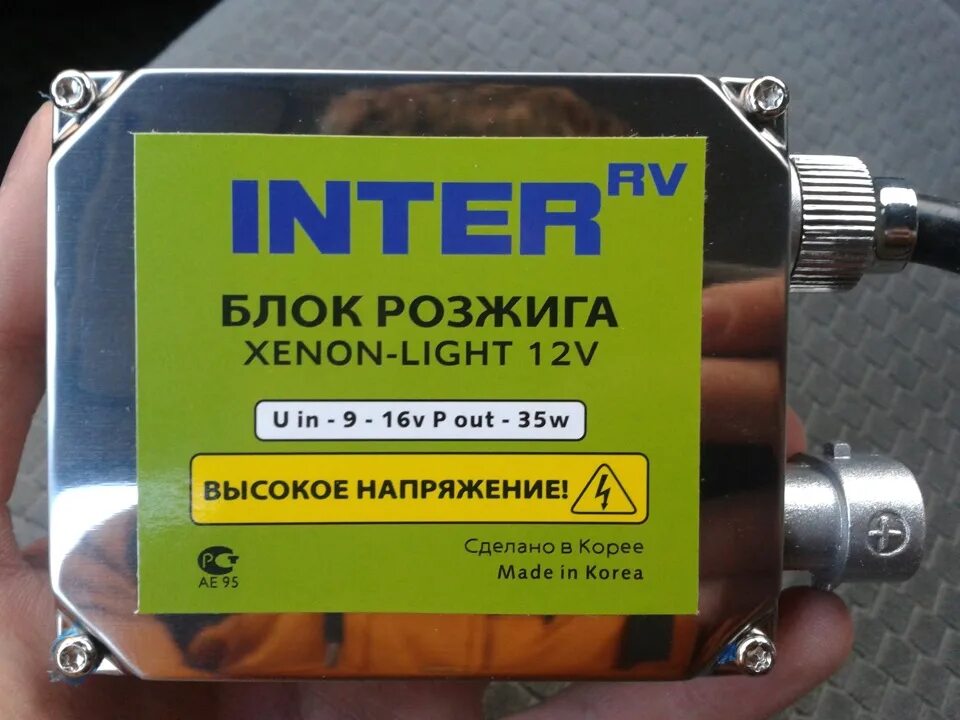 INTER RV
БЛОК РОЗЖИГА
XENON-LIGHT 12V
U in - 9 - 16v P out - 35w
ВЫСОКОЕ НАПРЯЖЕНИЕ!
Сделано в Корее
Made in Korea
РСТ
АЕ 95